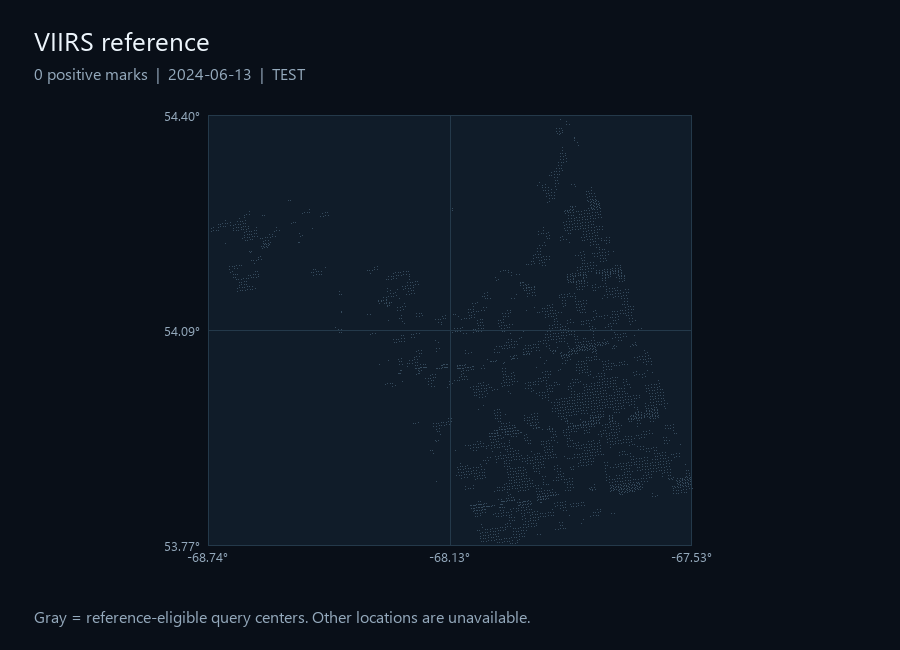 VIIRS reference
0 positive marks | 2024-06-13 | TEST
54.40°
54.09°
53.77°
-68.74°
-68.13°
-67.53°
Gray = reference-eligible query centers. Other locations are unavailable.